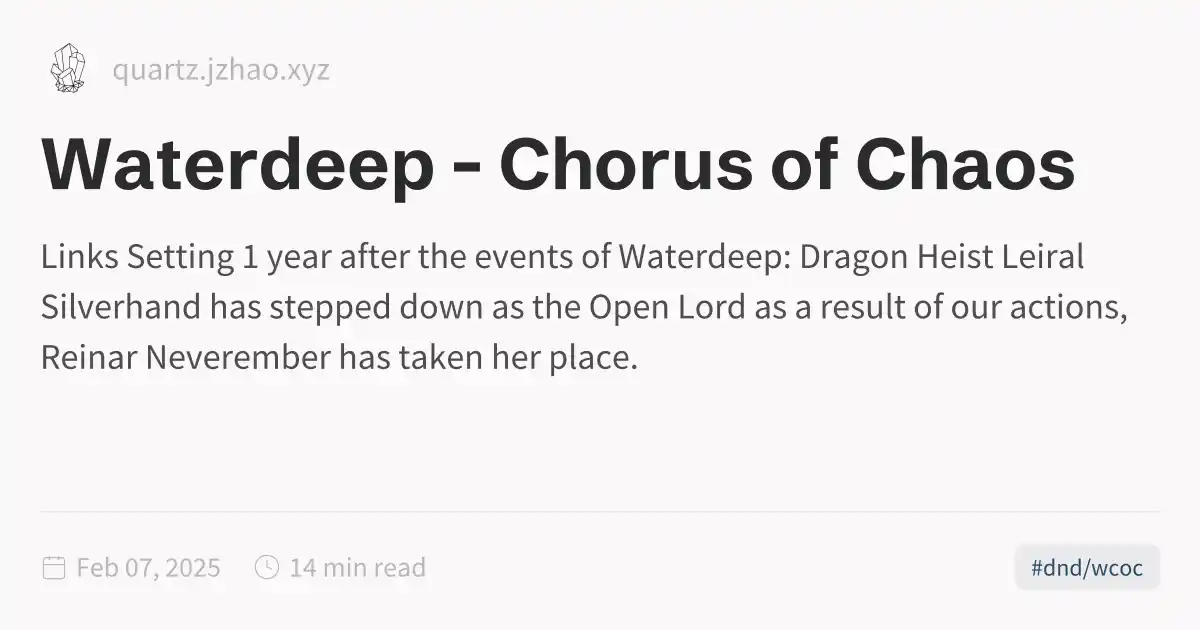 quartz.jzhao.xyz
Waterdeep - Chorus of Chaos
Links Setting 1 year after the events of Waterdeep: Dragon Heist Leiral
Silverhand has stepped down as the Open Lord as a result of our actions,
Reinar Neverember has taken her place.
Feb 07, 2025 14 min read #dnd/wcoc